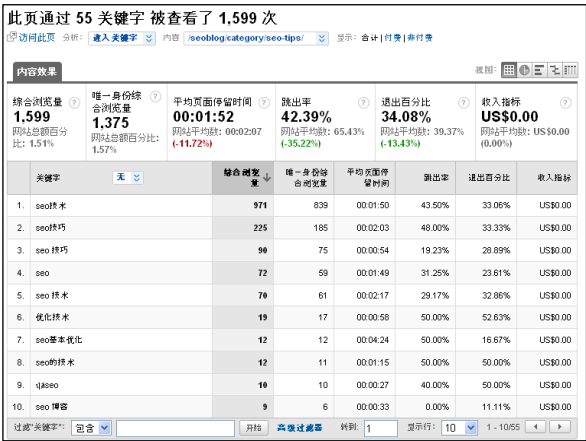 此页通过 55 关键字 被查看了 1,599 次
访问此页 分析: 进入关键字 内容 /seoblog/category/seo-tips/ 显示: 合计|付费|非付费
内容效果 视图:
综合浏览量 ?
1,599
网站总额百分比: 1.51%
唯一身份综合浏览量 ?
1,375
网站总额百分比: 1.57%
平均页面停留时间 ?
00:01:52
网站平均数: 00:02:07
(-11.72%)
跳出率 ?
42.39%
网站平均数: 65.43%
(-35.22%)
退出百分比 ?
34.08%
网站平均数: 39.37%
(-13.43%)
收入指标 ?
US$0.00
网站平均数: US$0.00
(0.00%)
关键字 无 综合浏览量 ↓ 唯一身份综合浏览量 平均页面停留时间 跳出率 退出百分比 收入指标
1. seo技术 971 839 00:01:50 43.50% 33.06% US$0.00
2. seo技巧 225 185 00:02:03 48.00% 33.33% US$0.00
3. seo 技巧 90 75 00:00:54 19.23% 28.89% US$0.00
4. seo 72 59 00:01:49 31.25% 23.61% US$0.00
5. seo 技术 70 61 00:02:17 29.17% 32.86% US$0.00
6. 优化技术 19 17 00:00:58 50.00% 52.63% US$0.00
7. seo基本优化 12 12 00:04:24 50.00% 16.67% US$0.00
8. seo的技术 12 11 00:01:15 50.00% 50.00% US$0.00
9. 10 10 00:00:27 40.00% 50.00% US$0.00
10. seo 博客 9 6 00:00:33 0.00% 11.11% US$0.00
过滤"关键字": 包含 开始 高级过滤器 转到: 1 显示行: 10 1 - 10/55